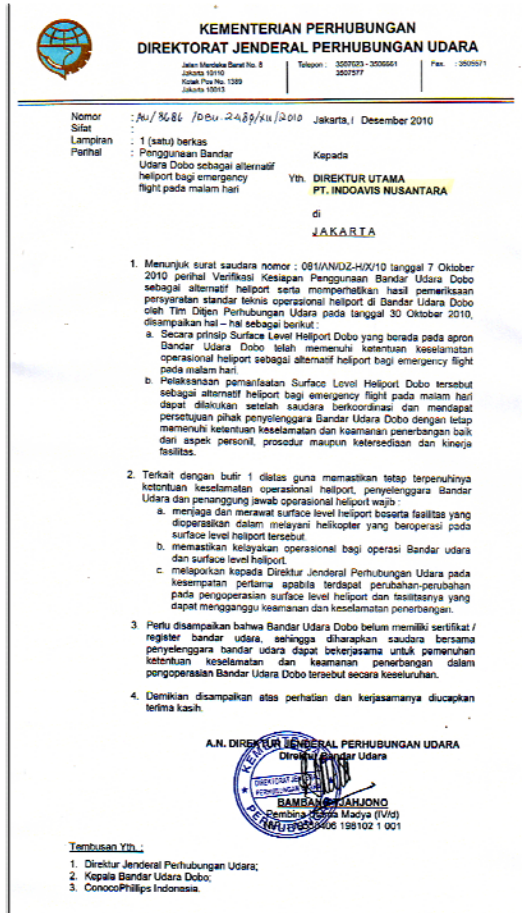 KEMENTERIAN PERHUBUNGAN
DIREKTORAT JENDERAL PERHUBUNGAN UDARA
Jalan Merdeka Barat No. 8
Jakarta 10110
Kotak Pos No. 1389
Jakarta 10013
Telepon : 3507623 - 3506661
3507577
Fax. : 3505571
Nomor : AU/8686 /DBU.2489/XII/2010 Jakarta, 1 Desember 2010
Sifat :
Lampiran : 1 (satu) berkas
Perihal : Penggunaan Bandar
Udara Dobo sebagai alternatif
heliport bagi emergency
flight pada malam hari
Kepada
Yth. DIREKTUR UTAMA
PT. INDOAVIS NUSANTARA
di
JAKARTA
1. Menunjuk surat saudara nomor : 081/AN/DZ-H/X/10 tanggal 7 Oktober
2010 perihal Verifikasi Kesiapan Penggunaan Bandar Udara Dobo
sebagai alternatif heliport serta memperhatikan hasil pemeriksaan
persyaratan standar teknis operasional heliport di Bandar Udara Dobo
oleh Tim Ditjen Perhubungan Udara pada tanggal 30 Oktober 2010,
disampaikan hal – hal sebagai berikut :
a. Secara prinsip Surface Level Heliport Dobo yang berada pada apron
Bandar Udara Dobo telah memenuhi ketentuan keselamatan
operasional heliport sebagai alternatif heliport bagi emergency flight
pada malam hari.
b. Pelaksanaan pemanfaatan Surface Level Heliport Dobo tersebut
sebagai alternatif heliport bagi emergency flight pada malam hari
dapat dilakukan setelah saudara berkoordinasi dan mendapat
persetujuan pihak penyelenggara Bandar Udara Dobo dengan tetap
memenuhi ketentuan keselamatan dan keamanan penerbangan baik
dari aspek personil, prosedur maupun ketersediaan dan kinerja
fasilitas.
2. Terkait dengan butir 1 diatas guna memastikan tetap terpenuhinya
ketentuan keselamatan operasional heliport, penyelenggara Bandar
Udara dan penanggung jawab operasional heliport wajib :
a. menjaga dan merawat surface level heliport beserta fasilitas yang
dioperasikan dalam melayani helikopter yang beroperasi pada
surface level heliport tersebut.
b. memastikan kelayakan operasional bagi operasi Bandar udara
dan surface level heliport.
c. melaporkan kepada Direktur Jenderal Perhubungan Udara pada
kesempatan pertama apabila terdapat perubahan-perubahan
pada pengoperasian surface level heliport dan fasilitasnya yang
dapat mengganggu keamanan dan keselamatan penerbangan.
3. Perlu disampaikan bahwa Bandar Udara Dobo belum memiliki sertifikat /
register bandar udara, sehingga diharapkan saudara bersama
penyelenggara bandar udara dapat bekerjasama untuk pemenuhan
ketentuan keselamatan dan keamanan penerbangan dalam
pengoperasian Bandar Udara Dobo tersebut secara keseluruhan.
4. Demikian disampaikan atas perhatian dan kerjasamanya diucapkan
terima kasih.
A.N. DIREKTUR JENDERAL PERHUBUNGAN UDARA
Direktur Bandar Udara
DIREKTORAT JENDERAL
PERHUBUNGAN UDARA
BAMBANG TJAHJONO
Pembina Utama Madya (IV/d)
198102 1 001
Tembusan Yth. :
1. Direktur Jenderal Perhubungan Udara;
2. Kepala Bandar Udara Dobo;
3. ConocoPhillips Indonesia.